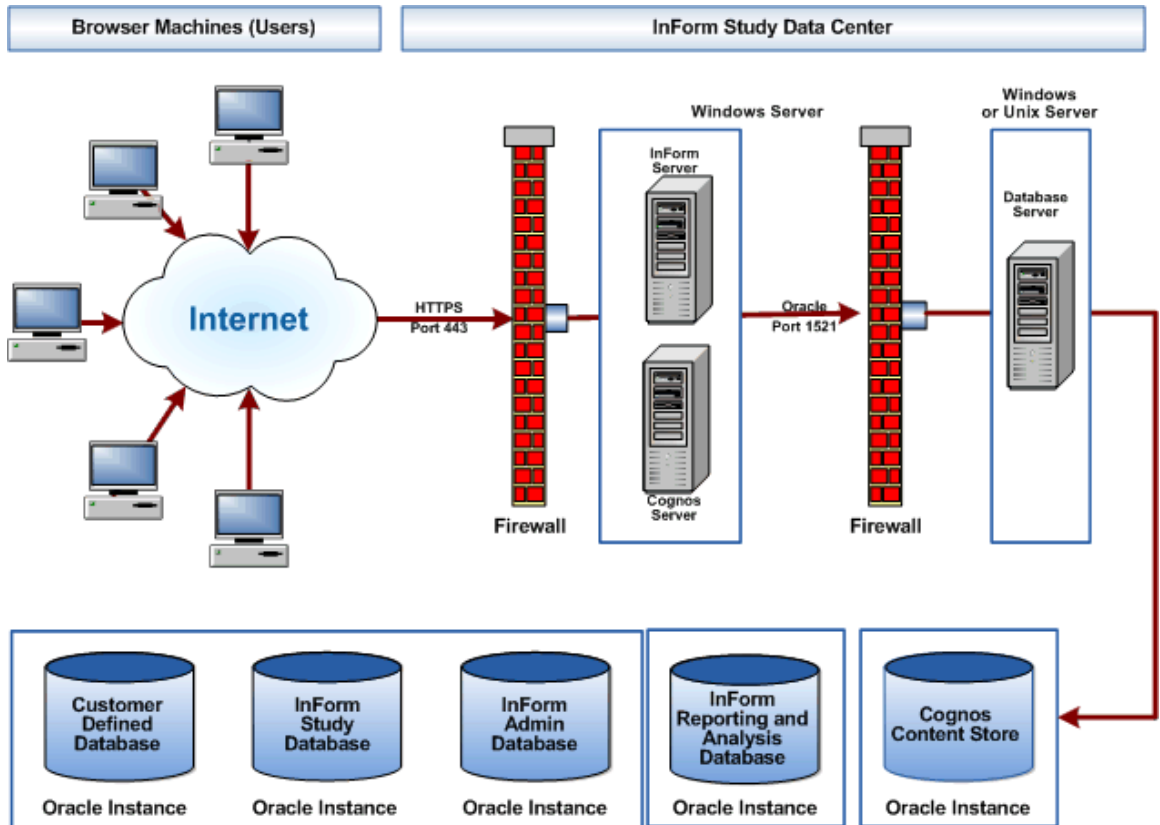 Browser Machines (Users)
InForm Study Data Center
Windows Server
Windows
or Unix Server
InForm
Server
Database
Server
Internet
HTTPS
Port 443
Oracle
Port 1521
Cognos
Server
Firewall
Firewall
Customer
Defined
Database
InForm
Study
Database
InForm
Admin
Database
InForm
Reporting and
Analysis
Database
Cognos
Content Store
Oracle Instance
Oracle Instance
Oracle Instance
Oracle Instance
Oracle Instance